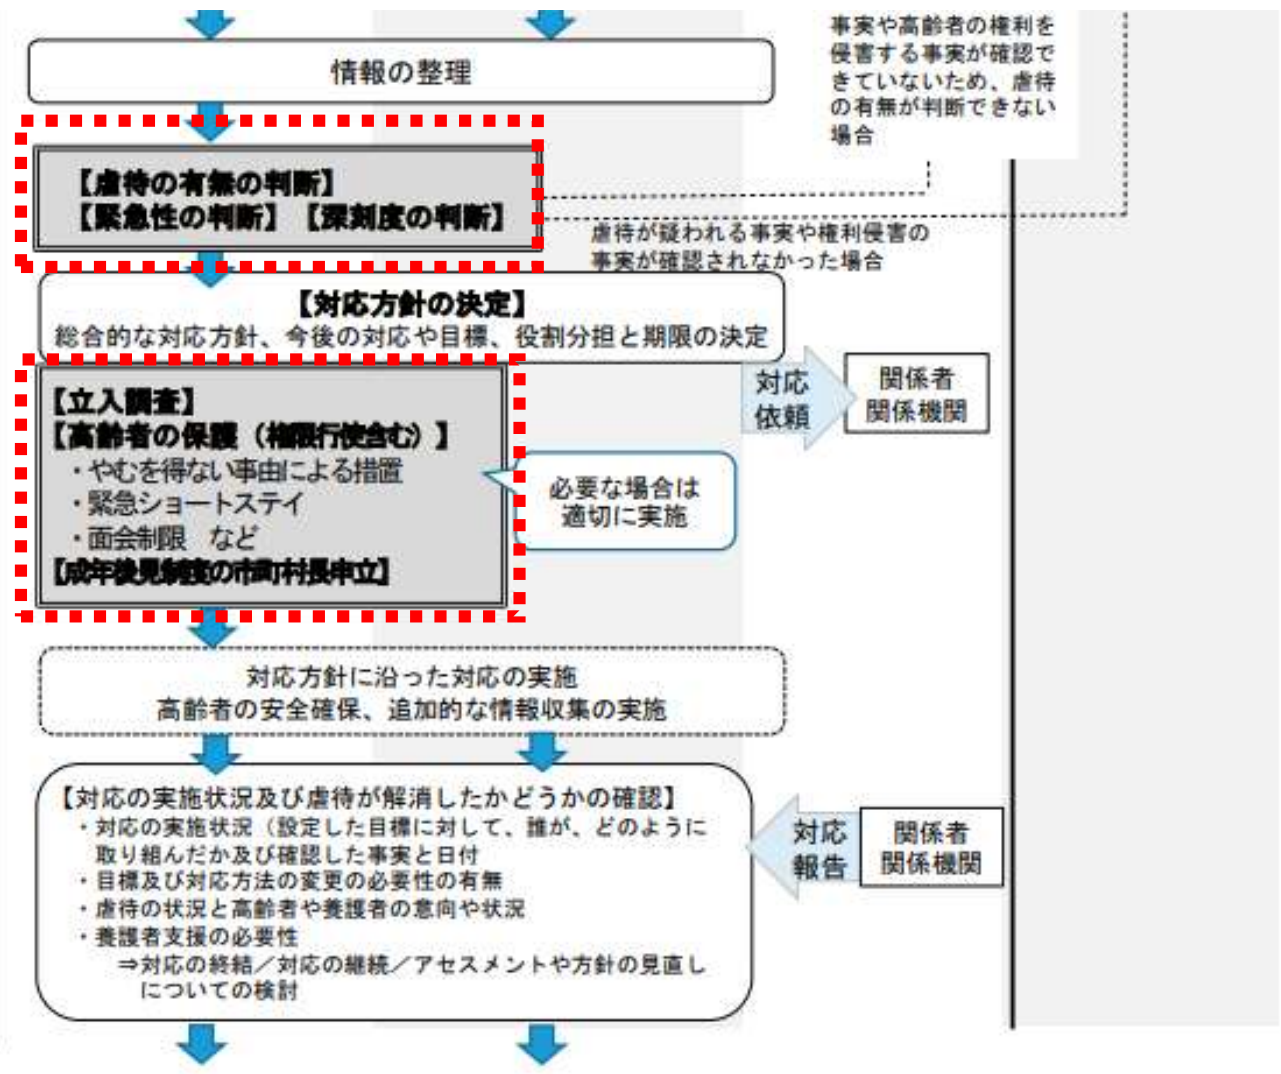 事実や高齢者の権利を
侵害する事実が確認で
きていないため、虐待
の有無が判断できない
場合
情報の整理
【虐待の有無の判断】
【緊急性の判断】【深刻度の判断】
虐待が疑われる事実や権利侵害の
事実が確認されなかった場合
【対応方針の決定】
総合的な対応方針、今後の対応や目標、役割分担と期限の決定
対応
依頼
関係者
関係機関
【立入調査】
【高齢者の保護（権限行使含む）】
・やむを得ない事由による措置
・緊急ショートステイ
・面会制限　など
【成年後見制度の市町村長申立】
必要な場合は
適切に実施
対応方針に沿った対応の実施
高齢者の安全確保、追加的な情報収集の実施
【対応の実施状況及び虐待が解消したかどうかの確認】
・対応の実施状況（設定した目標に対して、誰が、どのように
取り組んだか及び確認した事実と日付
・目標及び対応方法の変更の必要性の有無
・虐待の状況と高齢者や養護者の意向や状況
・養護者支援の必要性
⇒対応の終結／対応の継続／アセスメントや方針の見直し
についての検討
対応
報告
関係者
関係機関